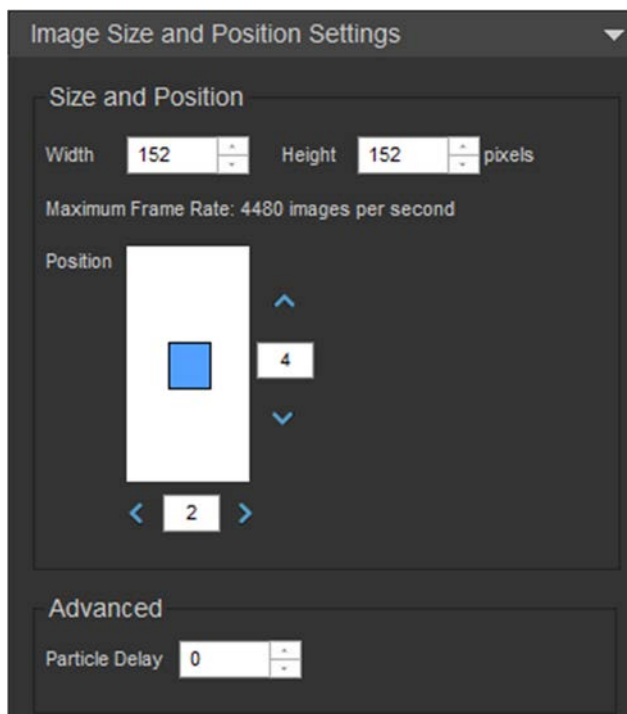 Image Size and Position Settings
Size and Position
Width 152 Height 152 pixels
Maximum Frame Rate: 4480 images per second
Position
4
2
Advanced
Particle Delay 0